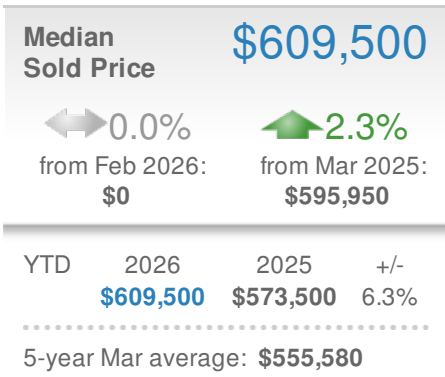 Median
Sold Price
$609,500
0.0%
from Feb 2026:
$0
2.3%
from Mar 2025:
$595,950
YTD 2026 2025 +/-
$609,500 $573,500 6.3%
5-year Mar average: $555,580